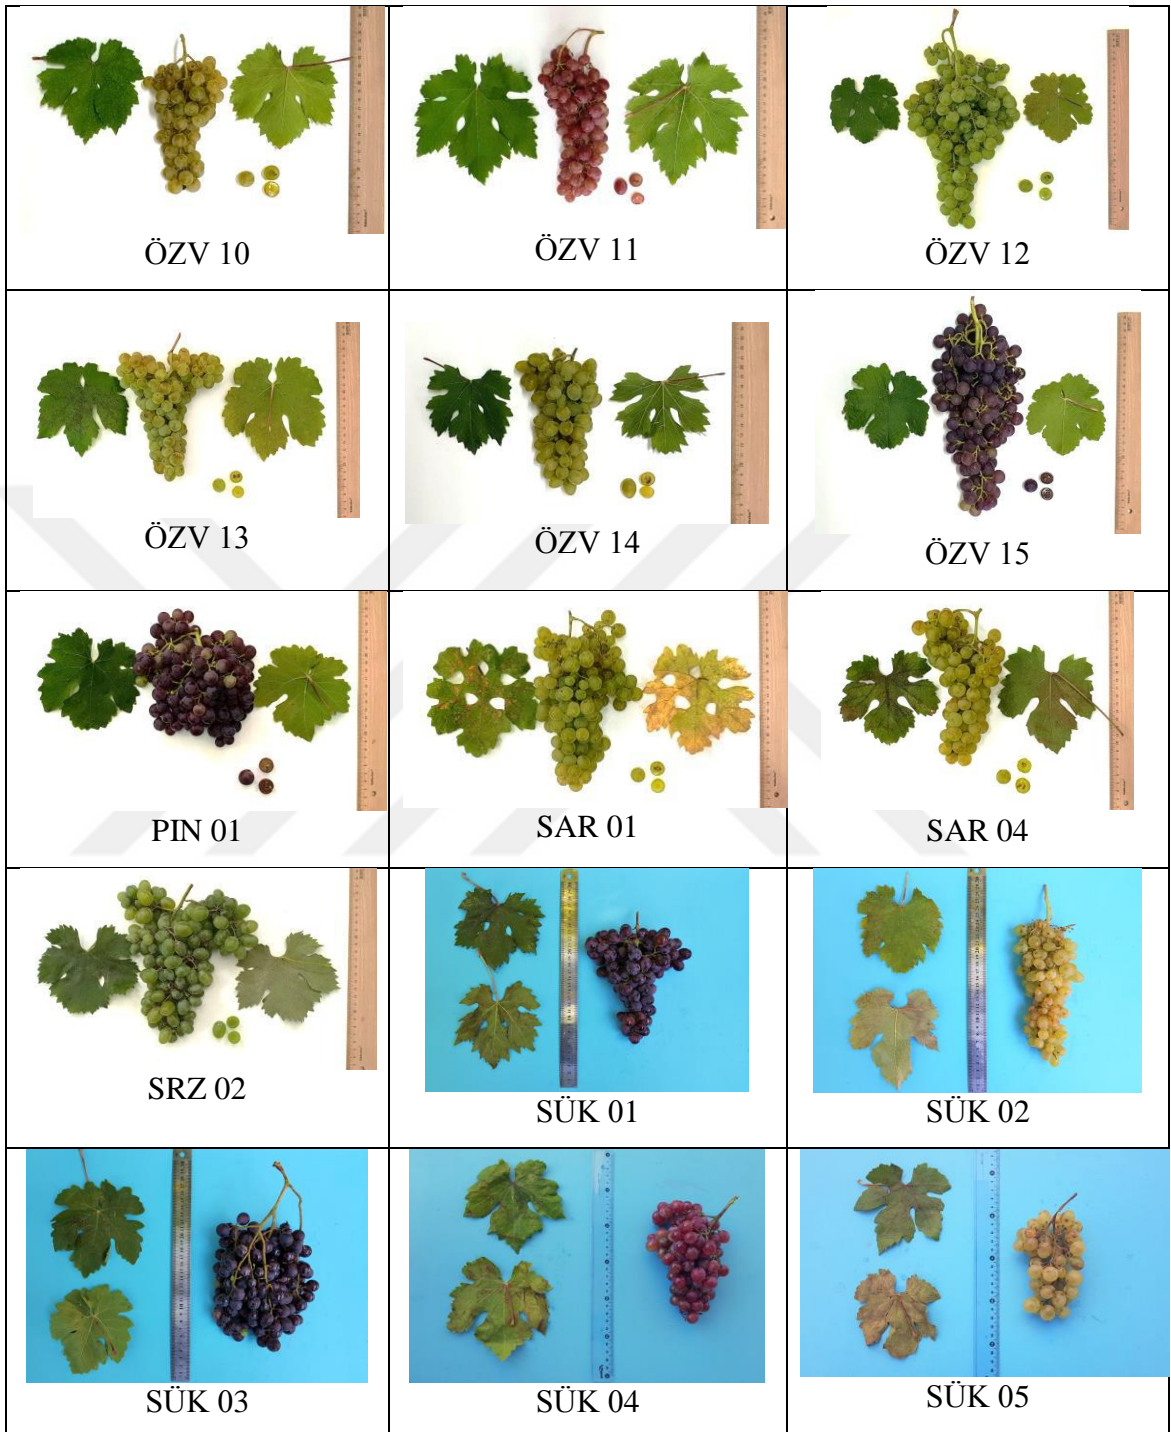 ÖZV 10
ÖZV 11
ÖZV 12
ÖZV 13
ÖZV 14
ÖZV 15
PIN 01
SAR 01
SAR 04
SRZ 02
SÜK 01
SÜK 02
SÜK 03
SÜK 04
SÜK 05